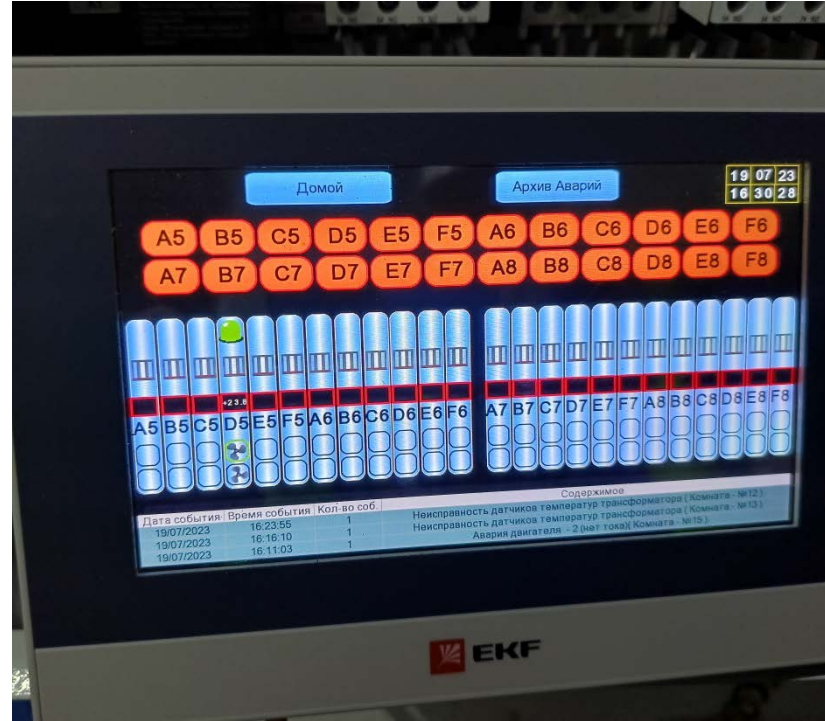 Домой Архив Аварий 19 07 23
16 30 28
A5 B5 C5 D5 E5 F5 A6 B6 C6 D6 E6 F6
A7 B7 C7 D7 E7 F7 A8 B8 C8 D8 E8 F8
+23.8
A5 B5 C5 D5 E5 F5 A6 B6 C6 D6 E6 F6 A7 B7 C7 D7 E7 F7 A8 B8 C8 D8 E8 F8
Дата события Время события Кол-во соб. Содержимое
19/07/2023 16:23:55 1 Неисправность датчиков температур трансформатора ( Комната - №12 )
19/07/2023 16:16:10 1 Неисправность датчиков температур трансформатора ( Комната - №13 )
19/07/2023 16:11:03 1 Авария двигателя - 2 (нет тока)( Комната - №15 )
EKF